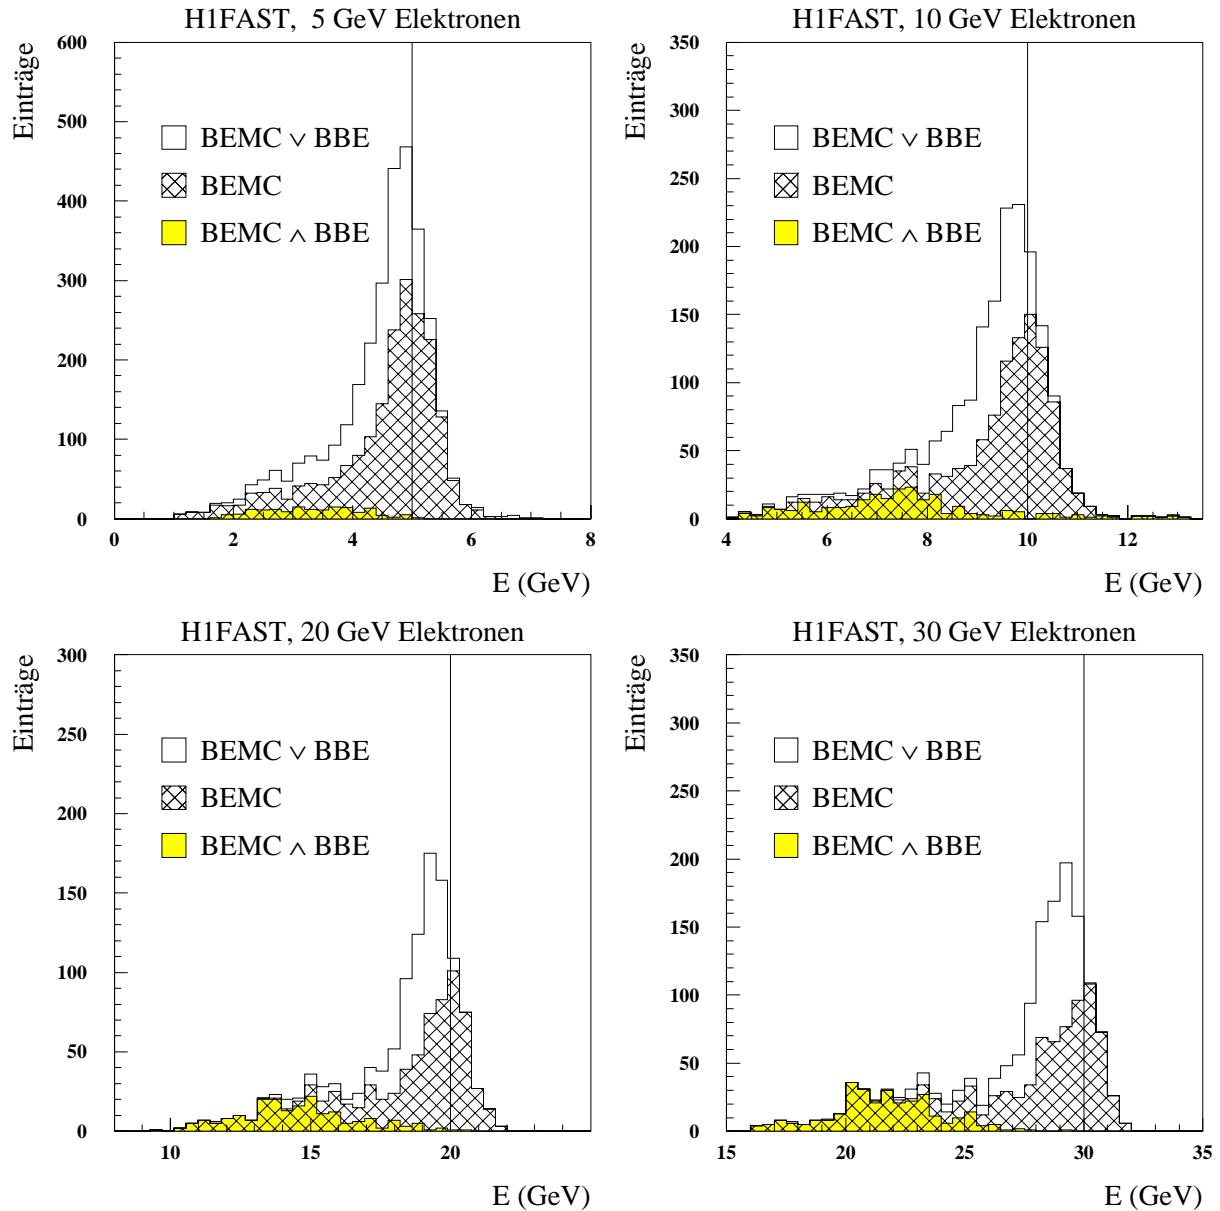 H1FAST, 5 GeV Elektronen
Einträge
600
500
400
300
200
100
0
BEMC ∨ BBE
BEMC
BEMC ∧ BBE
0 2 4 6 8
E (GeV)
H1FAST, 10 GeV Elektronen
Einträge
350
300
250
200
150
100
50
0
BEMC ∨ BBE
BEMC
BEMC ∧ BBE
4 6 8 10 12
E (GeV)
H1FAST, 20 GeV Elektronen
Einträge
300
250
200
150
100
50
0
BEMC ∨ BBE
BEMC
BEMC ∧ BBE
10 15 20
E (GeV)
H1FAST, 30 GeV Elektronen
Einträge
350
300
250
200
150
100
50
0
BEMC ∨ BBE
BEMC
BEMC ∧ BBE
15 20 25 30 35
E (GeV)